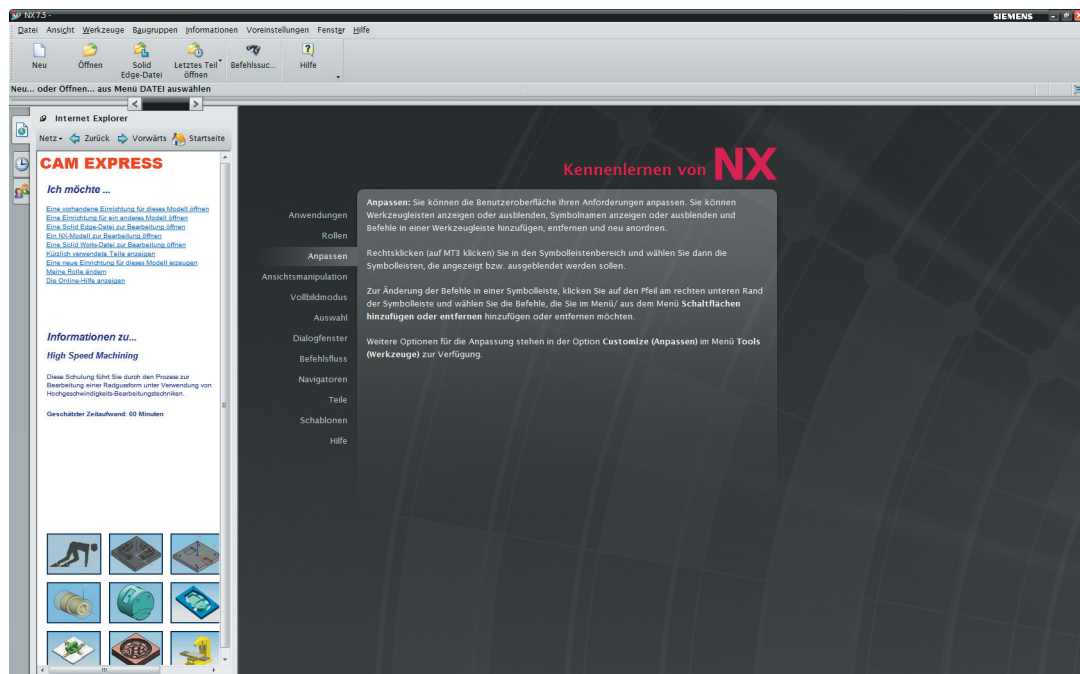 NX 7.5 -
SIEMENS
Datei Ansicht Werkzeuge Baugruppen Informationen Voreinstellungen Fenster Hilfe
Neu
Öffnen
Solid
Edge-Datei
Letztes Teil
öffnen
Befehlssuc...
Hilfe
Neu... oder Öffnen... aus Menü DATEI auswählen
Internet Explorer
Netz Zurück Vorwärts Startseite
CAM EXPRESS
Ich möchte ...
Eine vorhandene Einrichtung für dieses Modell öffnen
Eine Einrichtung für ein anderes Modell öffnen
Eine Solid Edge-Datei zur Bearbeitung öffnen
Ein NX-Modell zur Bearbeitung öffnen
Eine Solid Works-Datei zur Bearbeitung öffnen
Kürzlich verwendete Teile anzeigen
Eine neue Einrichtung für dieses Modell erzeugen
Meine Rolle ändern
Die Online-Hilfe anzeigen
Informationen zu...
High Speed Machining
Diese Schulung führt Sie durch den Prozess zur
Bearbeitung einer Radgussform unter Verwendung von
Hochgeschwindigkeits-Bearbeitungstechniken.
Geschätzter Zeitaufwand: 60 Minuten
Kennenlernen von NX
Anwendungen
Rollen
Anpassen
Ansichtsmanipulation
Vollbildmodus
Auswahl
Dialogfenster
Befehlsfluss
Navigatoren
Teile
Schablonen
Hilfe
Anpassen: Sie können die Benutzeroberfläche Ihren Anforderungen anpassen. Sie können
Werkzeugleisten anzeigen oder ausblenden, Symbolnamen anzeigen oder ausblenden und
Befehle in einer Werkzeugleiste hinzufügen, entfernen und neu anordnen.
Rechtsklicken (auf MT3 klicken) Sie in den Symbolleistenbereich und wählen Sie dann die
Symbolleisten, die angezeigt bzw. ausgeblendet werden sollen.
Zur Änderung der Befehle in einer Symbolleiste, klicken Sie auf den Pfeil am rechten unteren Rand
der Symbolleiste und wählen Sie die Befehle, die Sie im Menü/ aus dem Menü Schaltflächen
hinzufügen oder entfernen hinzufügen oder entfernen möchten.
Weitere Optionen für die Anpassung stehen in der Option Customize (Anpassen) im Menü Tools
(Werkzeuge) zur Verfügung.